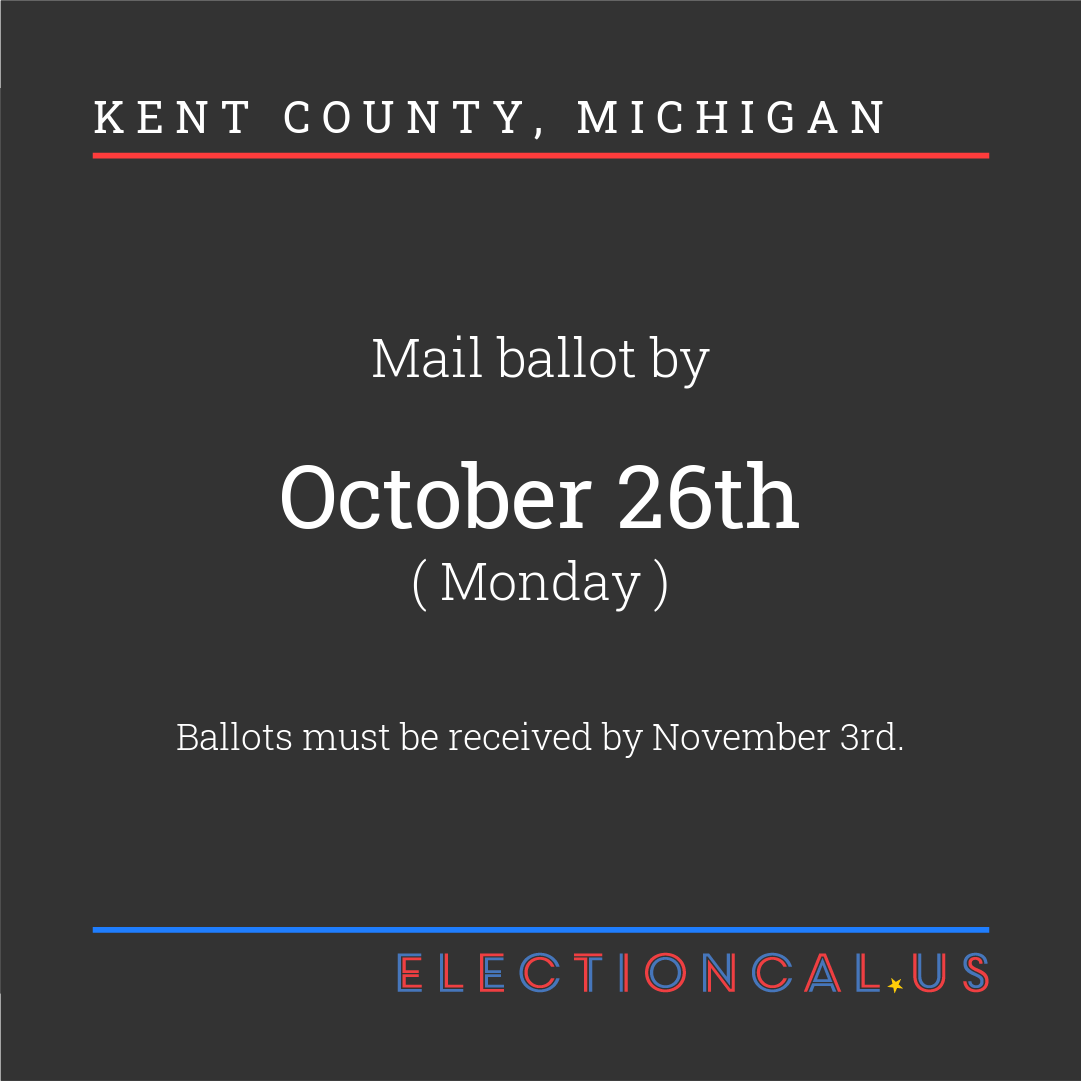 KENT COUNTY, MICHIGAN
Mail ballot by
October 26th
( Monday )
Ballots must be received by November 3rd.
ELECTIONCAL.US